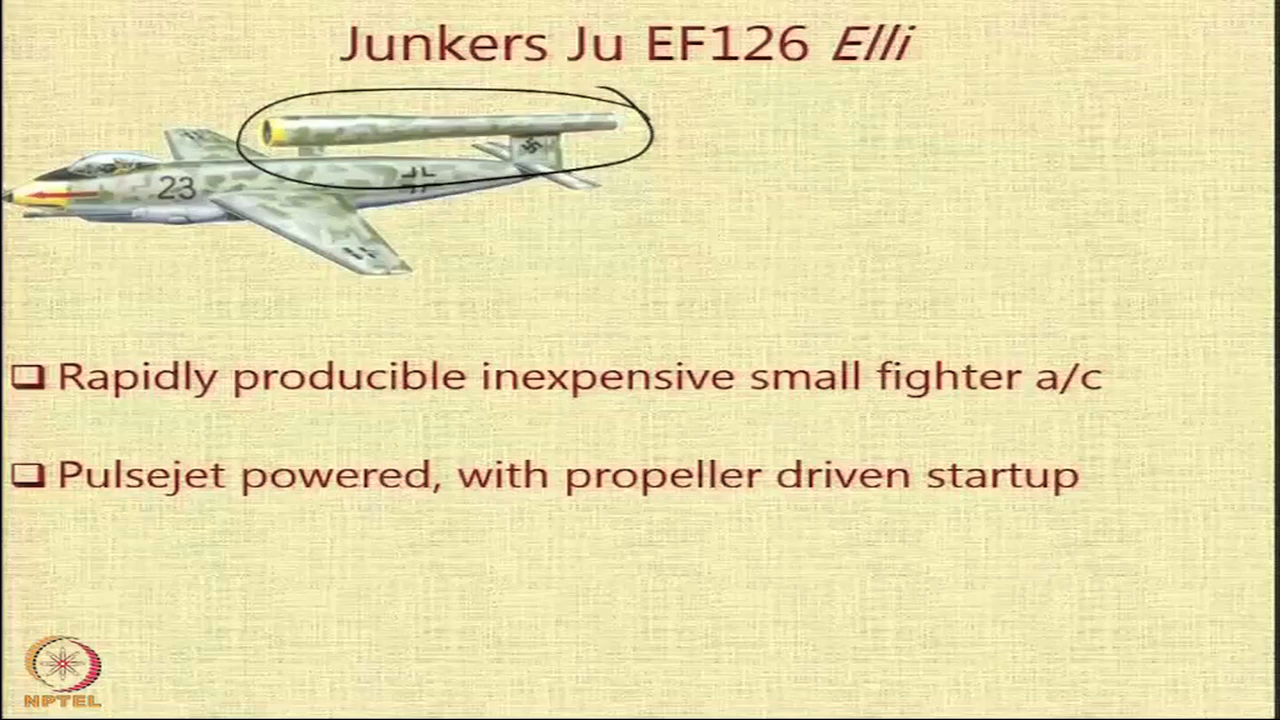 Junkers Ju EF126 Elli
23
❑ Rapidly producible inexpensive small fighter a/c
❑ Pulsejet powered, with propeller driven startup
NPTEL